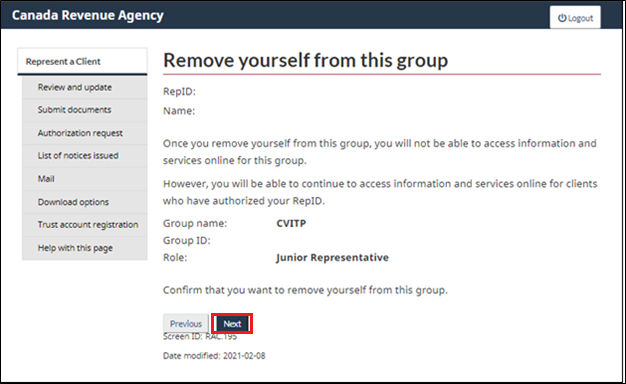 Canada Revenue Agency
Logout
Represent a Client
Review and update
Submit documents
Authorization request
List of notices issued
Mail
Download options
Trust account registration
Help with this page
Remove yourself from this group
RepID:
Name:
Once you remove yourself from this group, you will not be able to access information and
services online for this group.
However, you will be able to continue to access information and services online for clients
who have authorized your RepID.
Group name: CVITP
Group ID:
Role: Junior Representative
Confirm that you want to remove yourself from this group.
Previous Next
Screen ID: RAC.195
Date modified: 2021-02-08